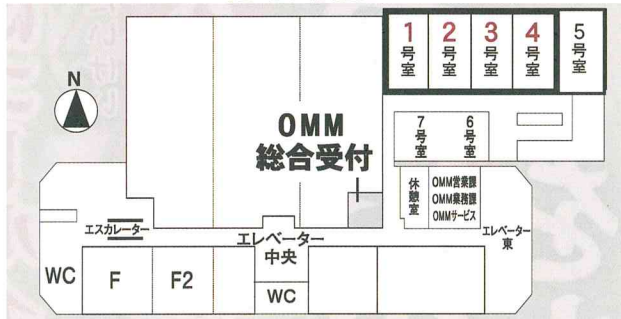 N
1号室
2号室
3号室
4号室
5号室
7号室
6号室
OMM
総合受付
休憩室
OMM営業課
OMM業務課
OMMサービス
エスカレーター
エレベーター
中央
エレベーター
東
WC
F
F2
WC